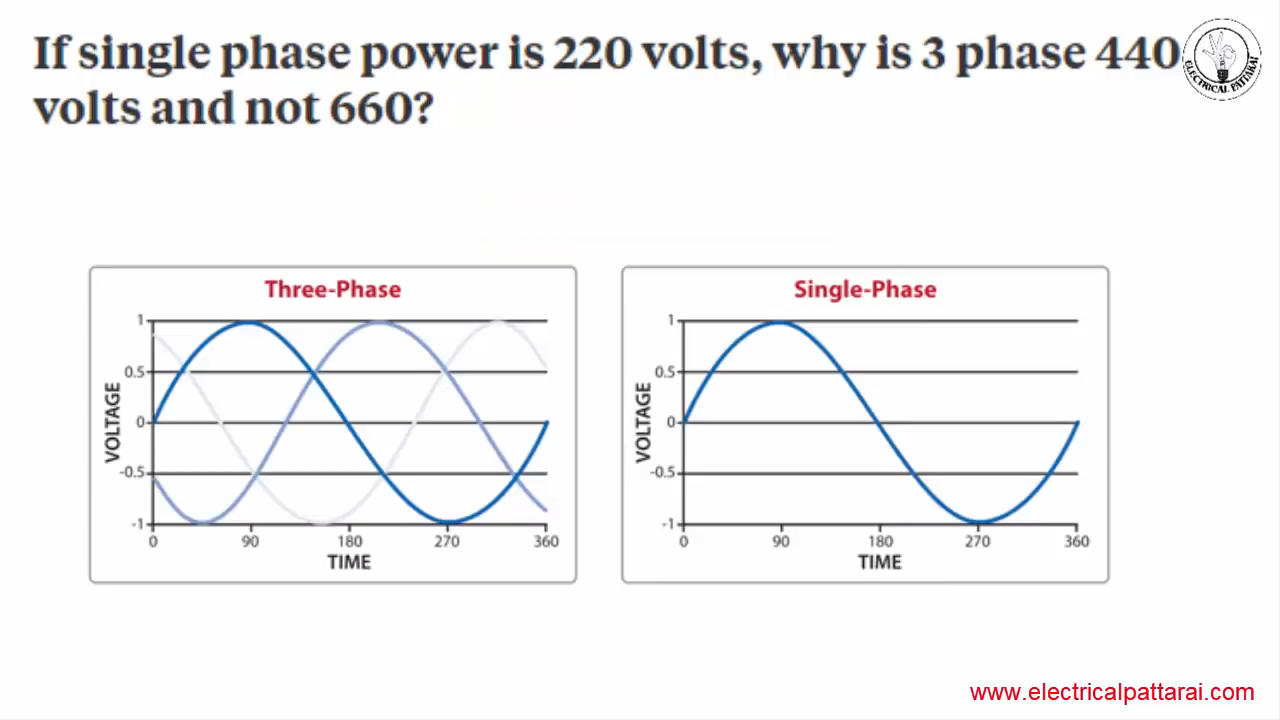 If single phase power is 220 volts, why is 3 phase 440
volts and not 660?
ELECTRICAL PATTARAI
Three-Phase
VOLTAGE
1
0.5
0
-0.5
-1
0 90 180 270 360
TIME
Single-Phase
VOLTAGE
1
0.5
0
-0.5
-1
0 90 180 270 360
TIME
www.electricalpattarai.com